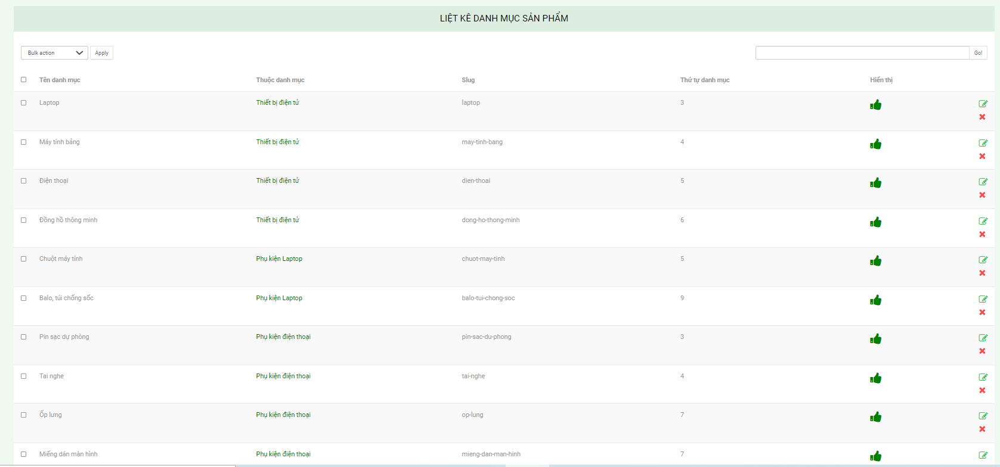 LIỆT KÊ DANH MỤC SẢN PHẨM
Bulk action Apply Go!
Tên danh mục Thuộc danh mục Slug Thứ tự danh mục Hiển thị
Laptop Thiết bị điện tử laptop 3
Máy tính bảng Thiết bị điện tử may-tinh-bang 4
Điện thoại Thiết bị điện tử dien-thoai 5
Đồng hồ thông minh Thiết bị điện tử dong-ho-thong-minh 6
Chuột máy tính Phụ kiện Laptop chuot-may-tinh 5
Balo, túi chống sốc Phụ kiện Laptop balo-tui-chong-soc 9
Pin sạc dự phòng Phụ kiện điện thoại pin-sac-du-phong 3
Tai nghe Phụ kiện điện thoại tai-nghe 4
Ốp lưng Phụ kiện điện thoại op-lung 7
Miếng dán màn hình Phụ kiện điện thoại mieng-dan-man-hinh 7